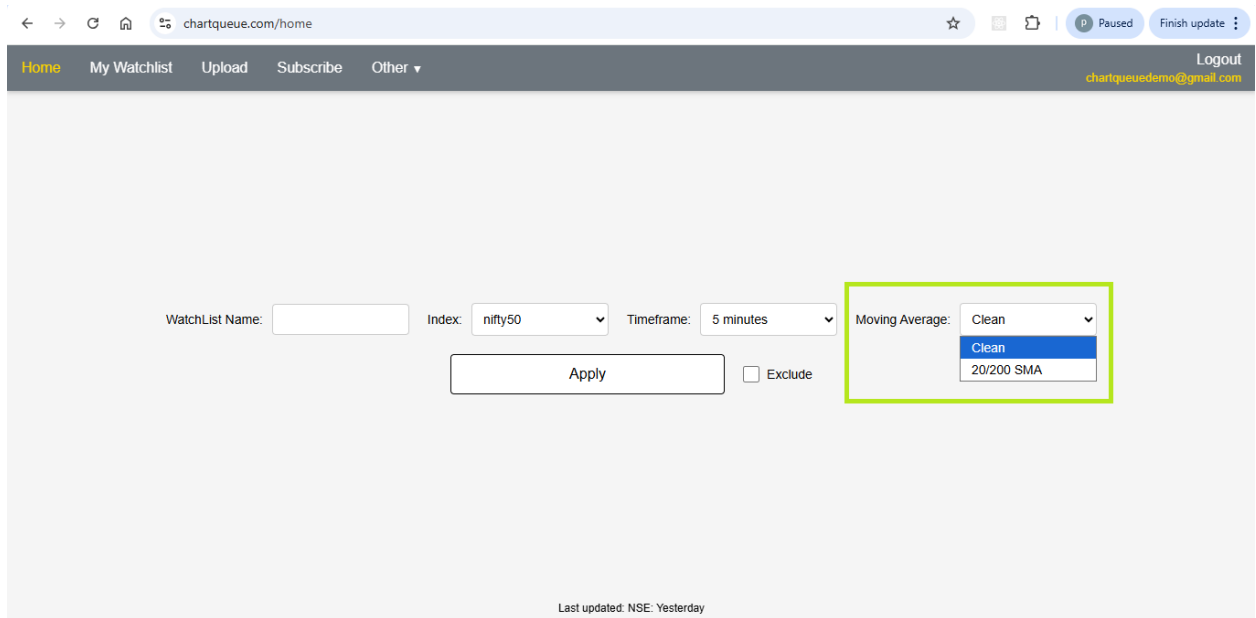 chartqueue.com/home
P Paused
Finish update
Home My Watchlist Upload Subscribe Other ▾
Logout
chartqueuedemo@gmail.com
WatchList Name: Index: nifty50 Timeframe: 5 minutes Moving Average: Clean
Clean
20/200 SMA
Apply Exclude
Last updated: NSE: Yesterday